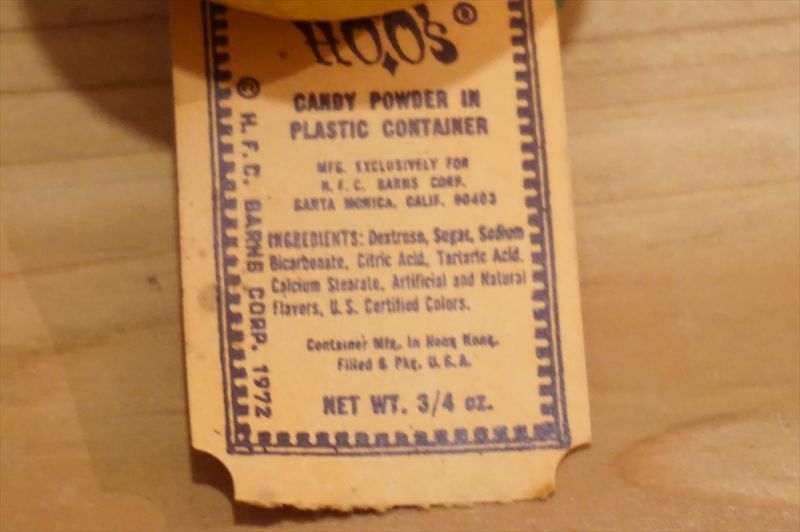 HO.O's®
CANDY POWDER IN
PLASTIC CONTAINER
MFG. EXCLUSIVELY FOR
H. F. C. BARNS CORP.
SANTA MONICA, CALIF. 90403
INGREDIENTS: Dextrose, Sugar, Sodium
Bicarbonate, Citric Acid, Tartaric Acid,
Calcium Stearate, Artificial and Natural
Flavors, U. S. Certified Colors.
Container Mfg. In Hong Kong.
Filled & Pkg. U. S. A.
NET WT. 3/4 oz.
© H. F. C. BARNS CORP. 1972